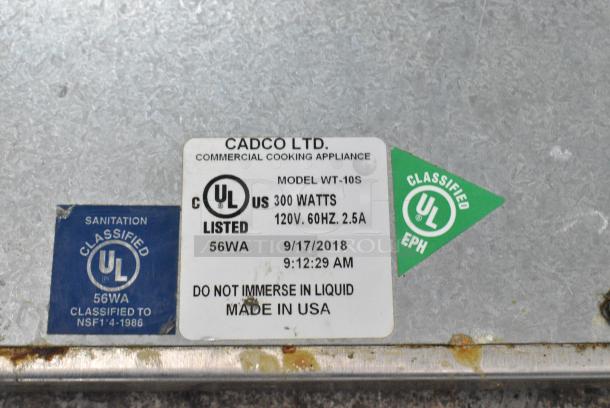 CADCO LTD.
COMMERCIAL COOKING APPLIANCE
MODEL WT-10S
C UL US 300 WATTS
LISTED 120V. 60HZ. 2.5A
56WA 9/17/2018
9:12:29 AM
DO NOT IMMERSE IN LIQUID
MADE IN USA
SANITATION
CLASSIFIED
UL
56WA
CLASSIFIED TO
NSF1'4-1986
CLASSIFIED
UL
EPH